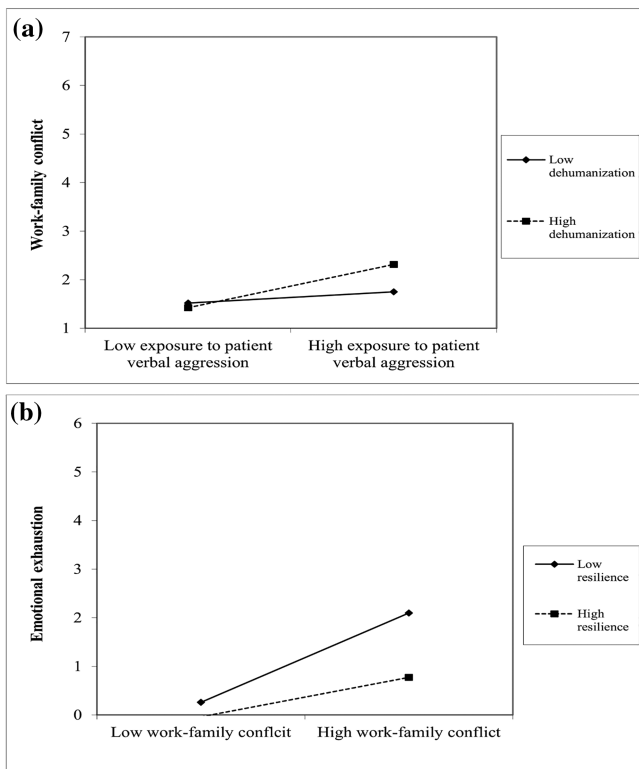 (a)
7
6
5
4
3
2
1
Work-family conflict
Low exposure to patient
verbal aggression
High exposure to patient
verbal aggression
Low
dehumanization
High
dehumanization
(b)
6
5
4
3
2
1
0
Emotional exhaustion
Low work-family conflcit
High work-family conflict
Low
resilience
High
resilience